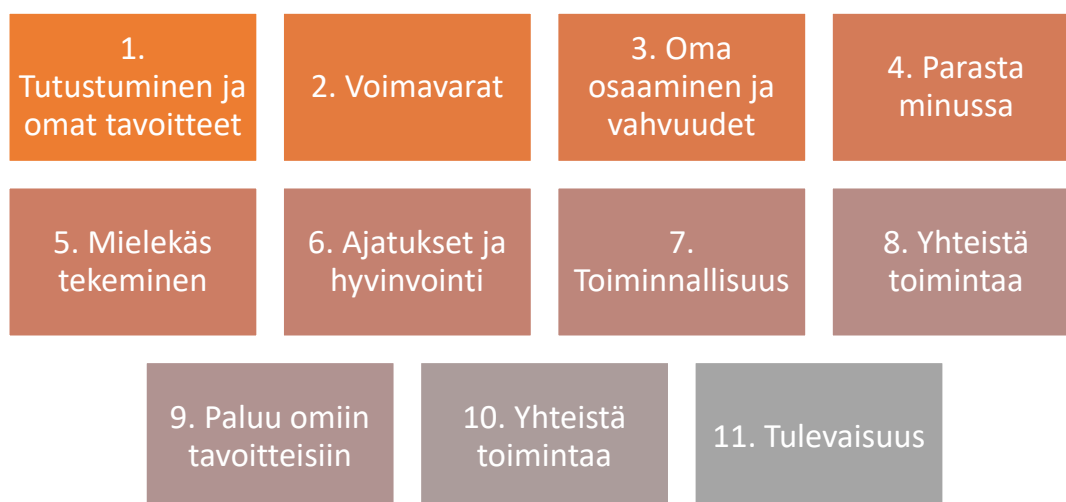 1.
Tutustuminen ja
omat tavoitteet
2. Voimavarat
3. Oma
osaaminen ja
vahvuudet
4. Parasta
minussa
5. Mielekäs
tekeminen
6. Ajatukset ja
hyvinvointi
7.
Toiminnallisuus
8. Yhteistä
toimintaa
9. Paluu omiin
tavoitteisiin
10. Yhteistä
toimintaa
11. Tulevaisuus